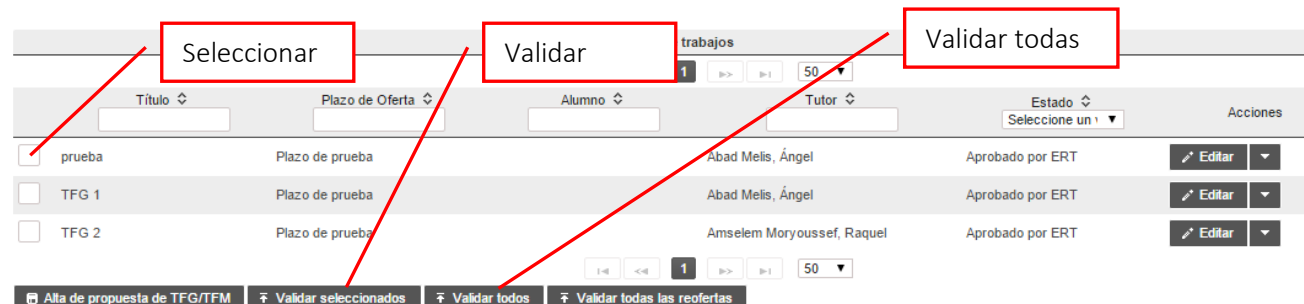 Seleccionar
Validar
Validar todas
trabajos
1 50
Título Plazo de Oferta Alumno Tutor Estado Acciones
Seleccione un
prueba Plazo de prueba Abad Melis, Ángel Aprobado por ERT Editar
TFG 1 Plazo de prueba Abad Melis, Ángel Aprobado por ERT Editar
TFG 2 Plazo de prueba Amselem Moryoussef, Raquel Aprobado por ERT Editar
1 50
Alta de propuesta de TFG/TFM Validar seleccionados Validar todos Validar todas las reofertas